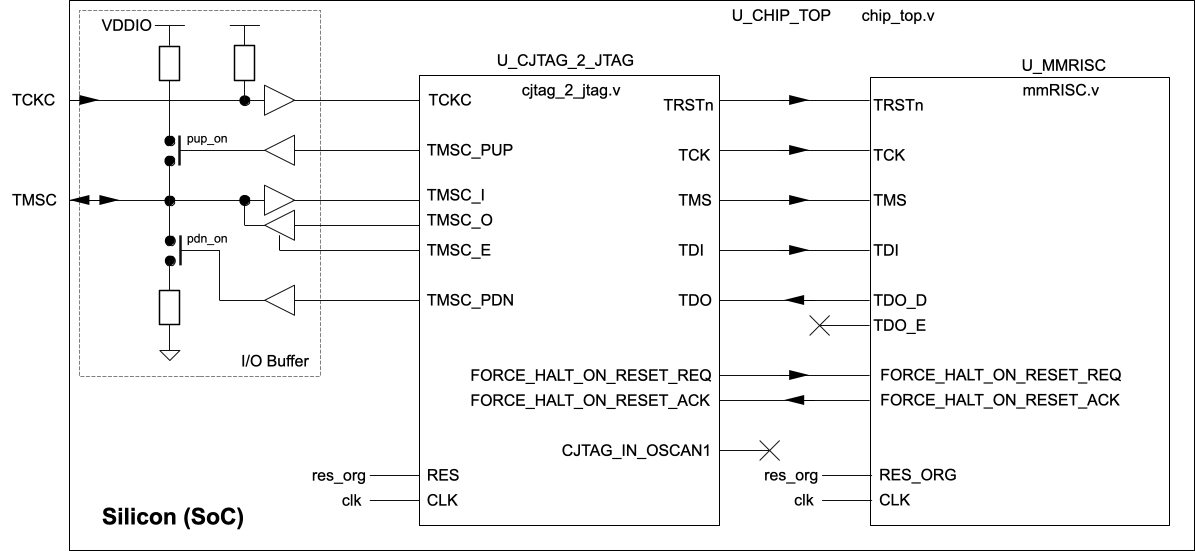 U_CHIP_TOP chip_top.v
VDDIO
U_CJTAG_2_JTAG
U_MMRISC
cjtag_2_jtag.v
mmRISC.v
TCKC
TCKC
TRSTn
TRSTn
pup_on
TMSC_PUP
TCK
TCK
TMSC
TMSC_I
TMS
TMS
TMSC_O
pdn_on
TMSC_E
TDI
TDI
TMSC_PDN
TDO
TDO_D
TDO_E
I/O Buffer
FORCE_HALT_ON_RESET_REQ
FORCE_HALT_ON_RESET_REQ
FORCE_HALT_ON_RESET_ACK
FORCE_HALT_ON_RESET_ACK
CJTAG_IN_OSCAN1
res_org
RES
res_org
RES_ORG
clk
CLK
clk
CLK
Silicon (SoC)